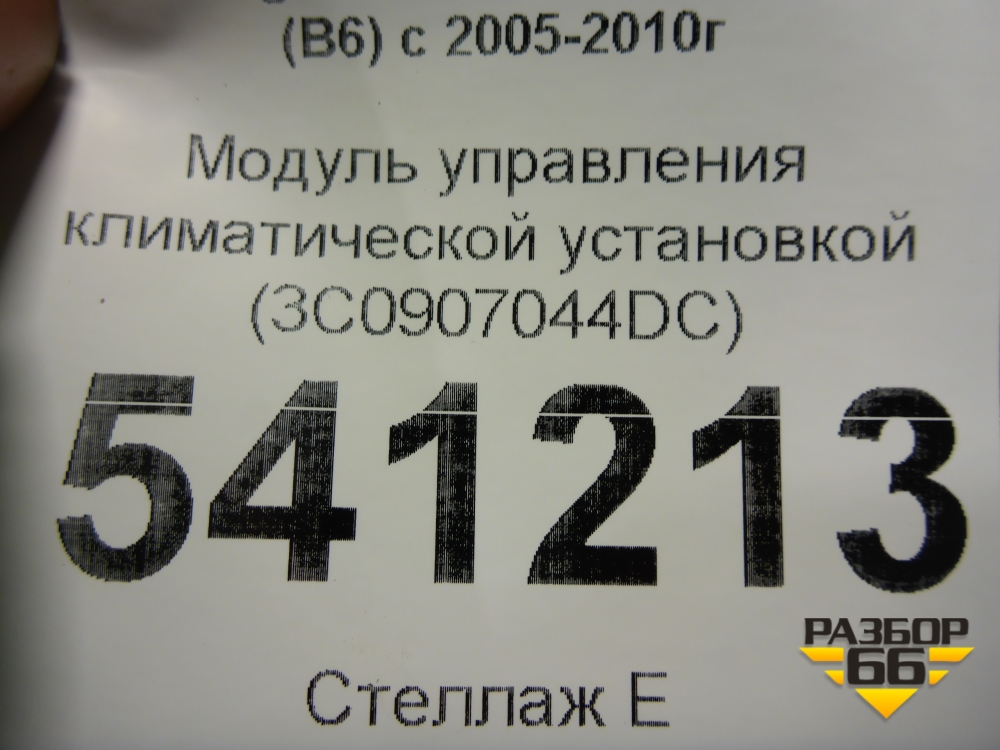 (B6) с 2005-2010г
Модуль управления
климатической установкой
(3C0907044DC)
541213
Стеллаж Е
РАЗБОР
66